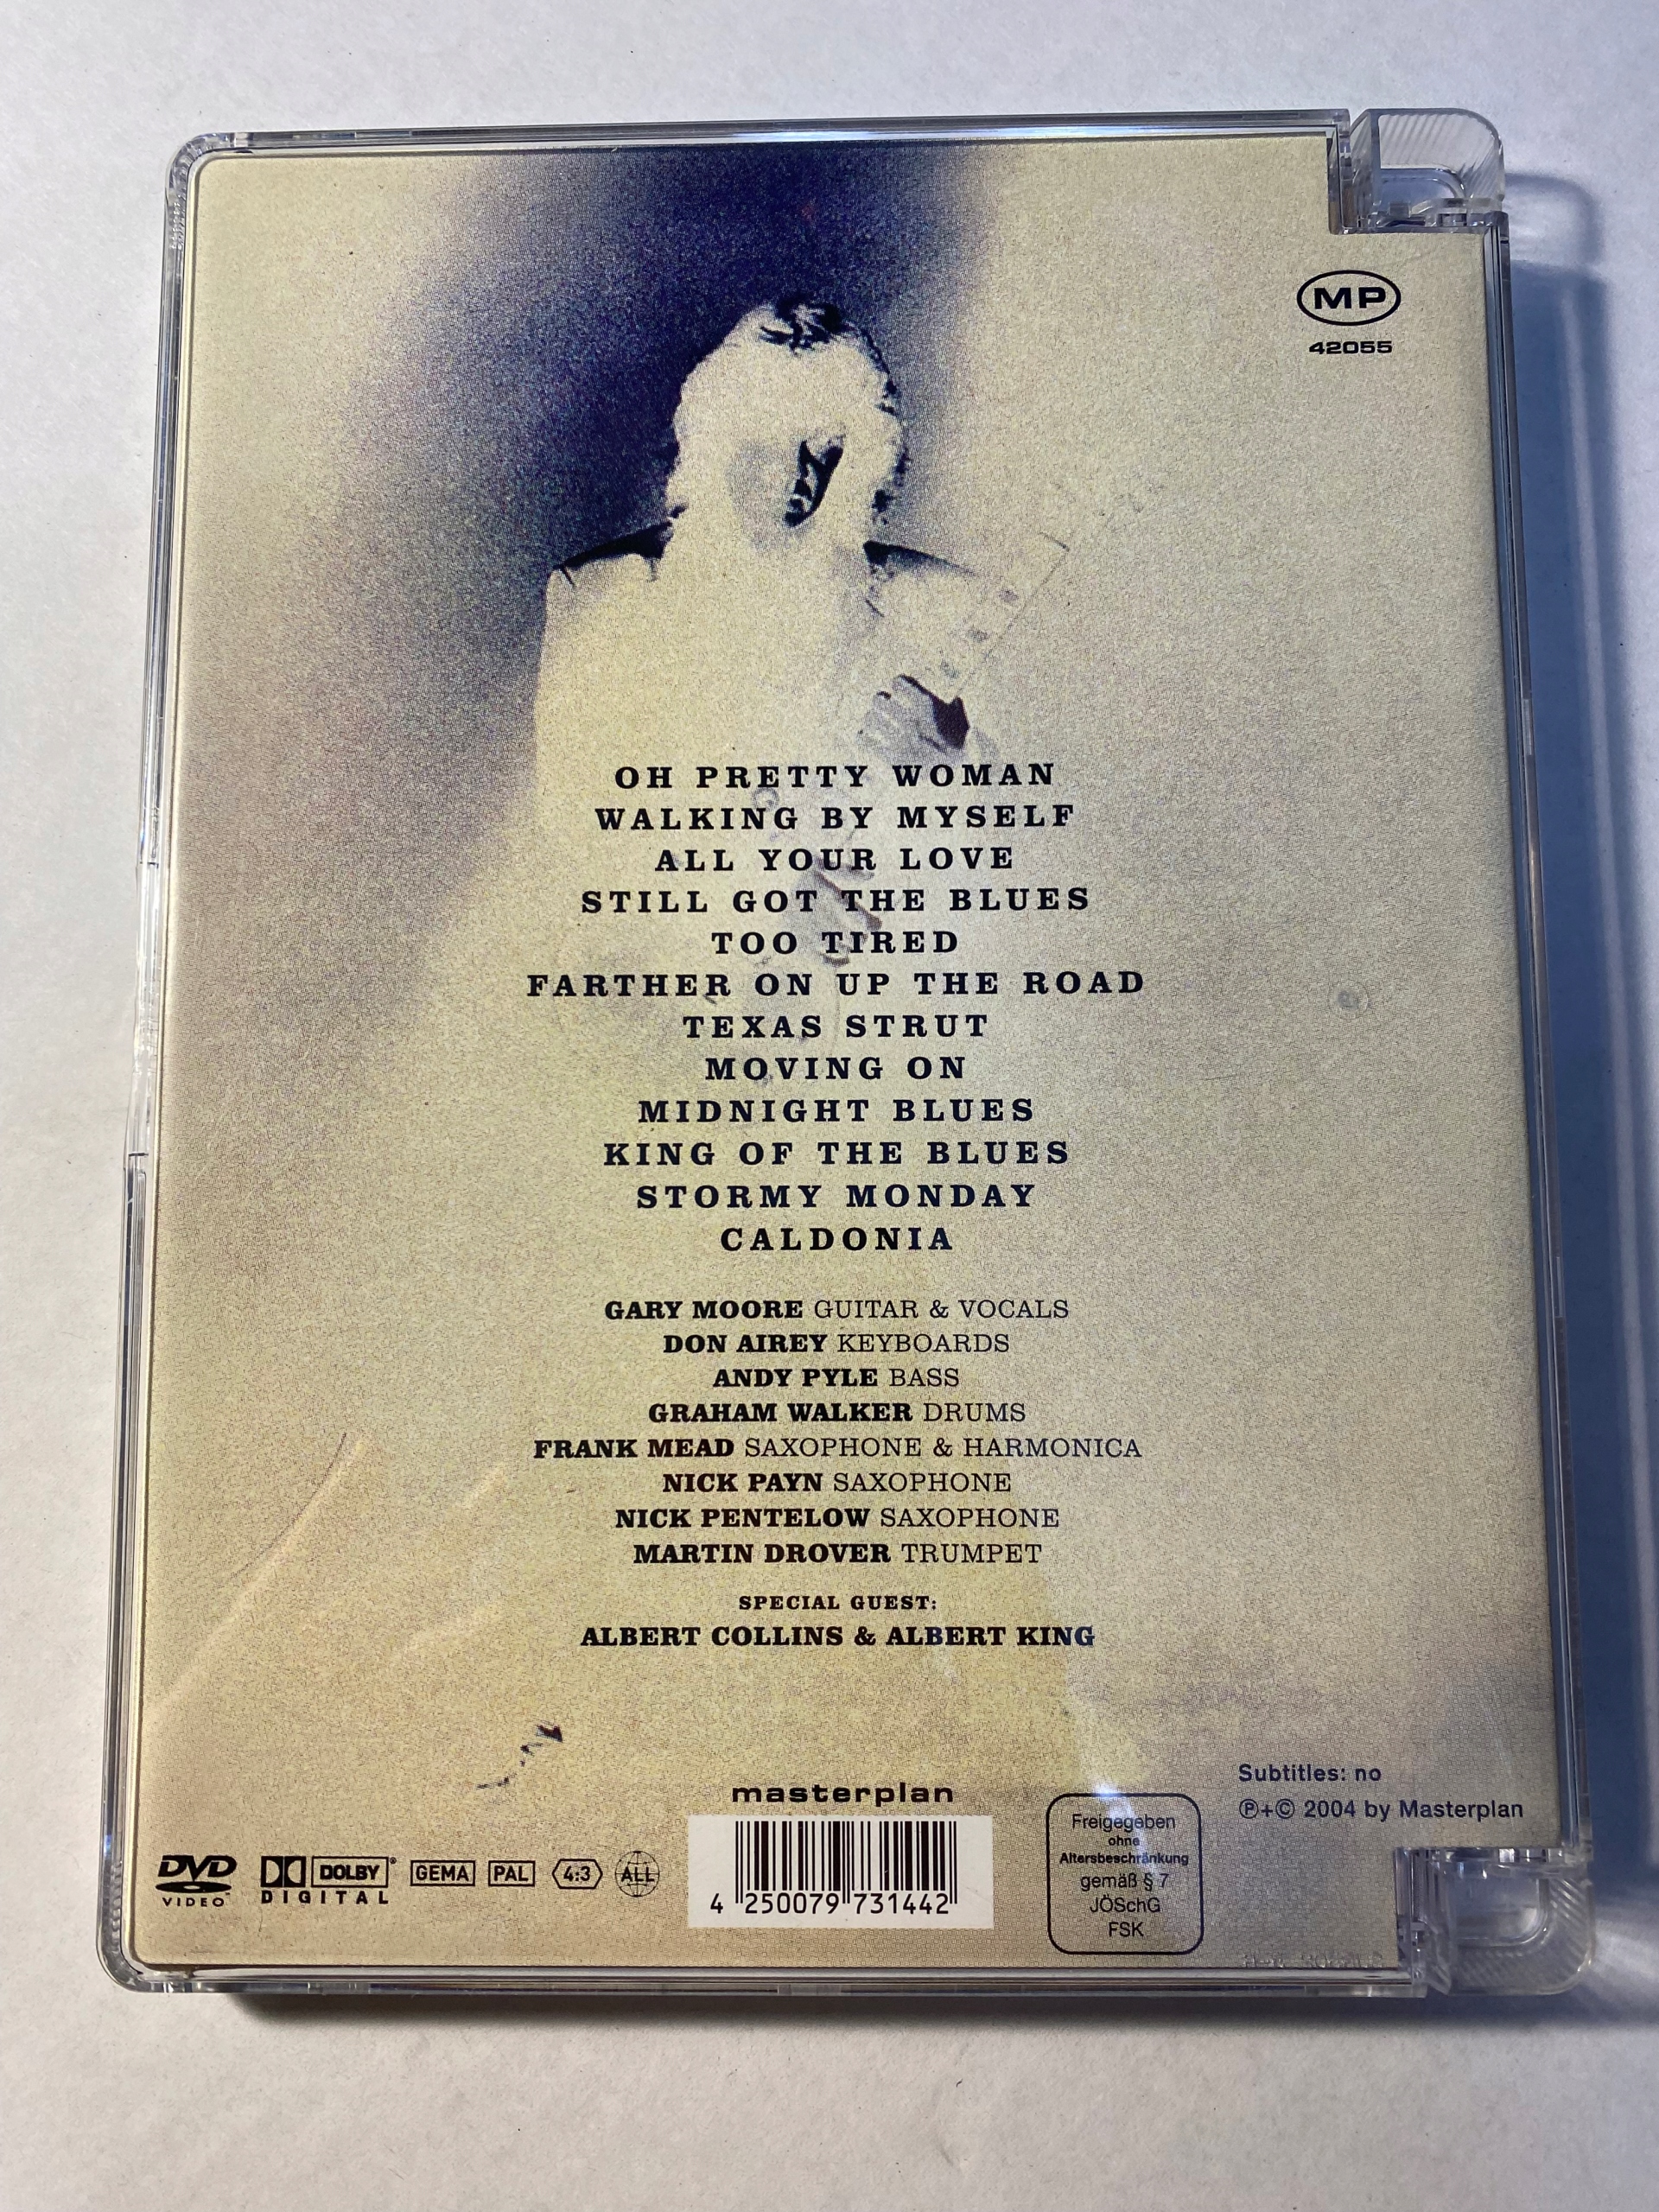 MP
42055
OH PRETTY WOMAN
WALKING BY MYSELF
ALL YOUR LOVE
STILL GOT THE BLUES
TOO TIRED
FARTHER ON UP THE ROAD
TEXAS STRUT
MOVING ON
MIDNIGHT BLUES
KING OF THE BLUES
STORMY MONDAY
CALDONIA
GARY MOORE GUITAR & VOCALS
DON AIREY KEYBOARDS
ANDY PYLE BASS
GRAHAM WALKER DRUMS
FRANK MEAD SAXOPHONE & HARMONICA
NICK PAYN SAXOPHONE
NICK PENTELOW SAXOPHONE
MARTIN DROVER TRUMPET
SPECIAL GUEST:
ALBERT COLLINS & ALBERT KING
Subtitles: no
℗+© 2004 by Masterplan
masterplan
DVD
VIDEO™
DOLBY®
DIGITAL
GEMA
PAL
4:3
ALL
4 250079 731442
Freigegeben
ohne
Altersbeschränkung
gemäß § 7
JÖSchG
FSK